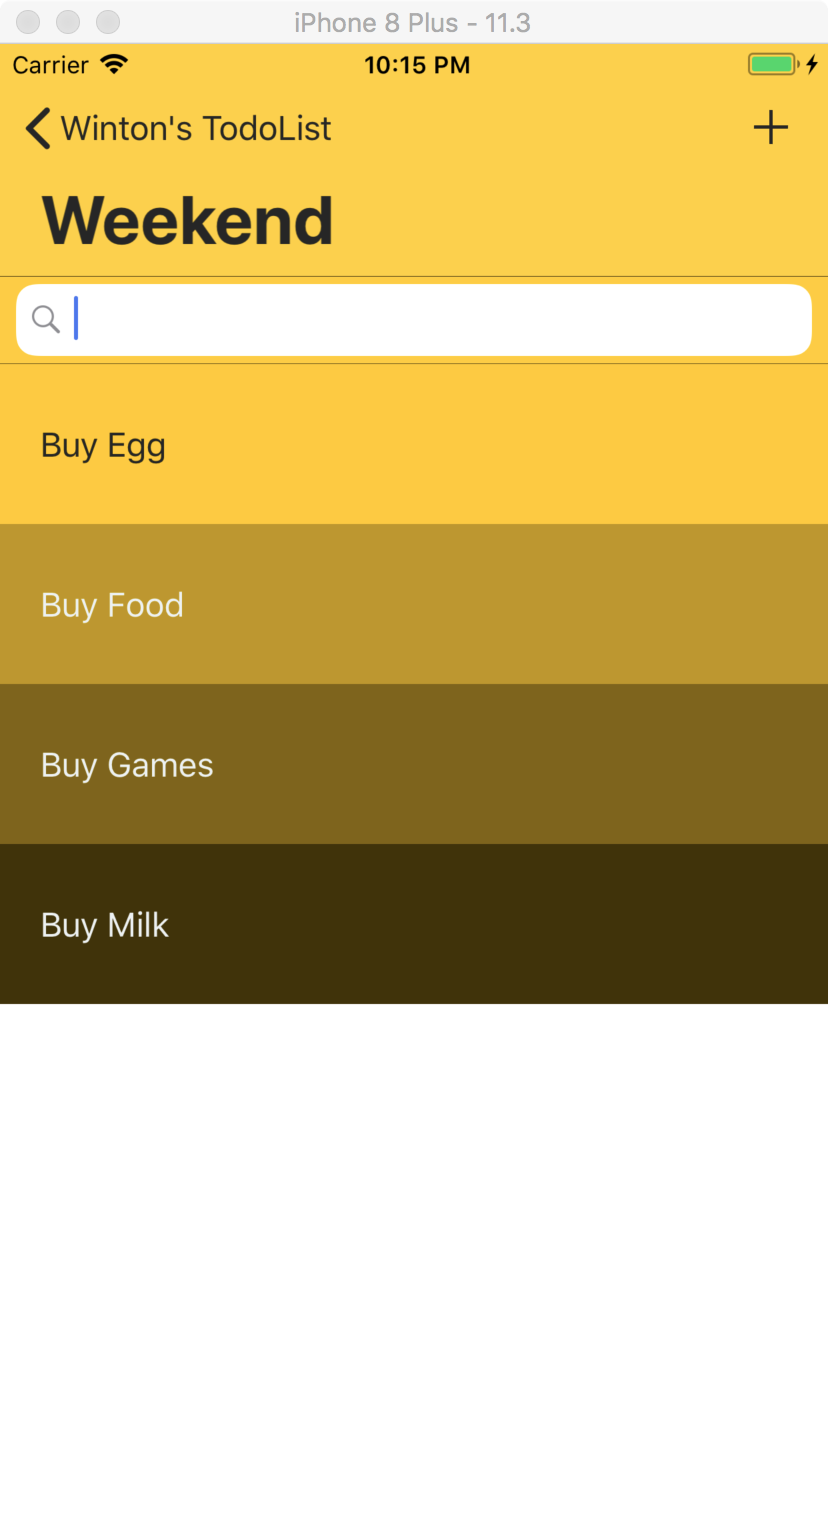 iPhone 8 Plus - 11.3
Carrier 10:15 PM
Winton's TodoList
Weekend
Buy Egg
Buy Food
Buy Games
Buy Milk